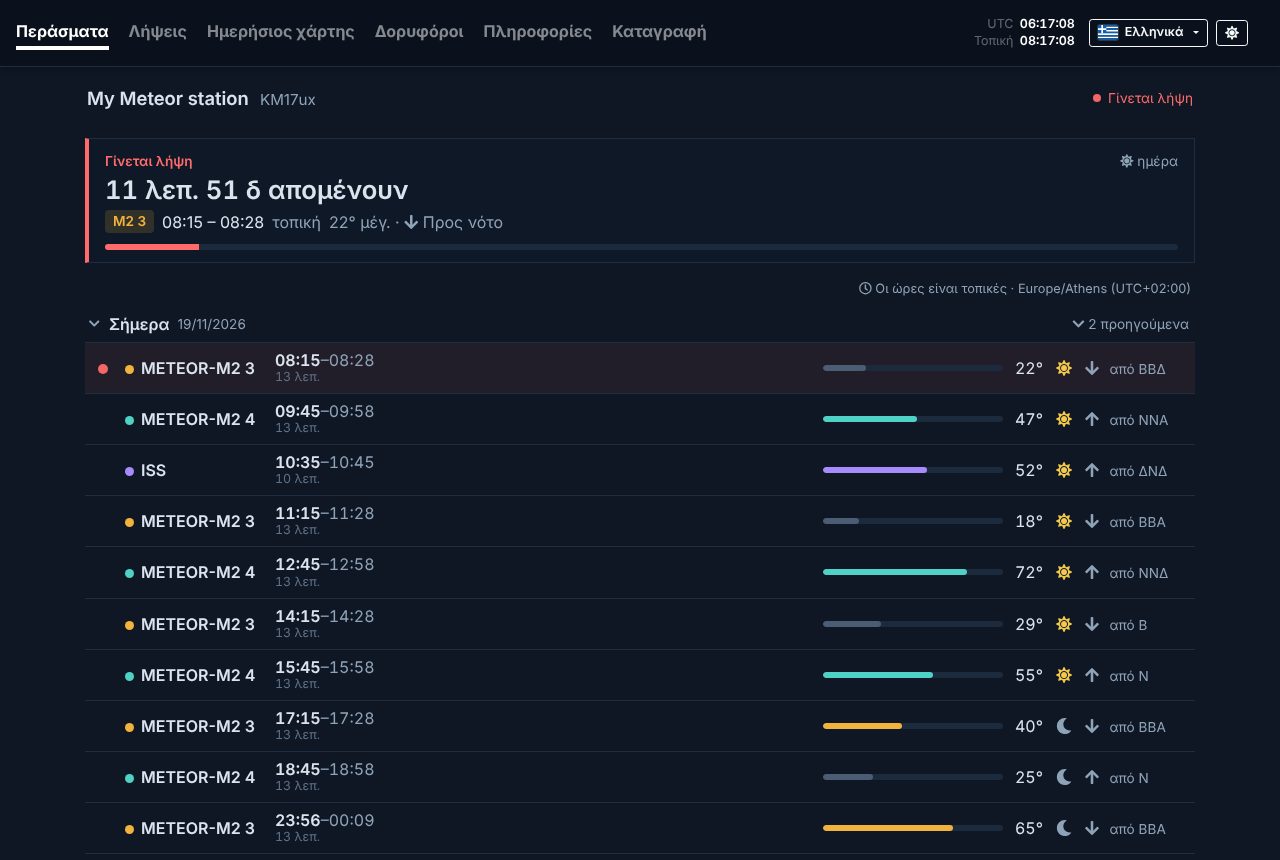 Περάσματα Λήψεις Ημερήσιος χάρτης Δορυφόροι Πληροφορίες Καταγραφή
UTC 06:17:08
Τοπική 08:17:08
Ελληνικά
My Meteor station KM17ux
Γίνεται λήψη
Γίνεται λήψη
ημέρα
11 λεπ. 51 δ απομένουν
M2 3 08:15 – 08:28 τοπική 22° μέγ. · Προς νότο
Οι ώρες είναι τοπικές · Europe/Athens (UTC+02:00)
Σήμερα 19/11/2026
2 προηγούμενα
METEOR-M2 3 08:15–08:28 22° από ΒΒΔ
13 λεπ.
METEOR-M2 4 09:45–09:58 47° από ΝΝΑ
13 λεπ.
ISS 10:35–10:45 52° από ΔΝΔ
10 λεπ.
METEOR-M2 3 11:15–11:28 18° από ΒΒΑ
13 λεπ.
METEOR-M2 4 12:45–12:58 72° από ΝΝΔ
13 λεπ.
METEOR-M2 3 14:15–14:28 29° από Β
13 λεπ.
METEOR-M2 4 15:45–15:58 55° από Ν
13 λεπ.
METEOR-M2 3 17:15–17:28 40° από ΒΒΑ
13 λεπ.
METEOR-M2 4 18:45–18:58 25° από Ν
13 λεπ.
METEOR-M2 3 23:56–00:09 65° από ΒΒΑ
13 λεπ.